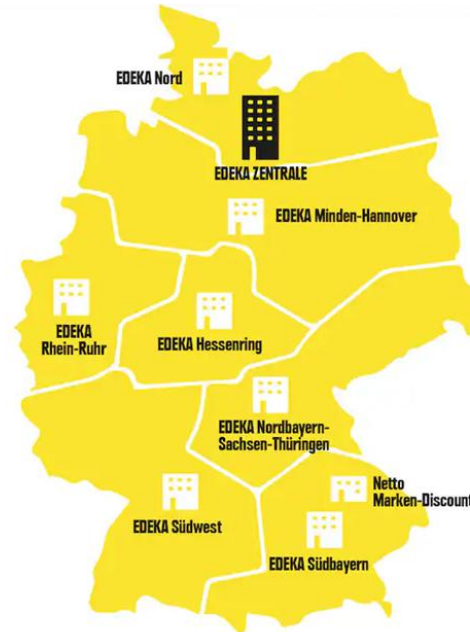 EDEKA Nord
EDEKA ZENTRALE
EDEKA Minden-Hannover
EDEKA
Rhein-Ruhr
EDEKA Hessenring
EDEKA Nordbayern-
Sachsen-Thüringen
Netto
Marken-Discount
EDEKA Südwest
EDEKA Südbayern